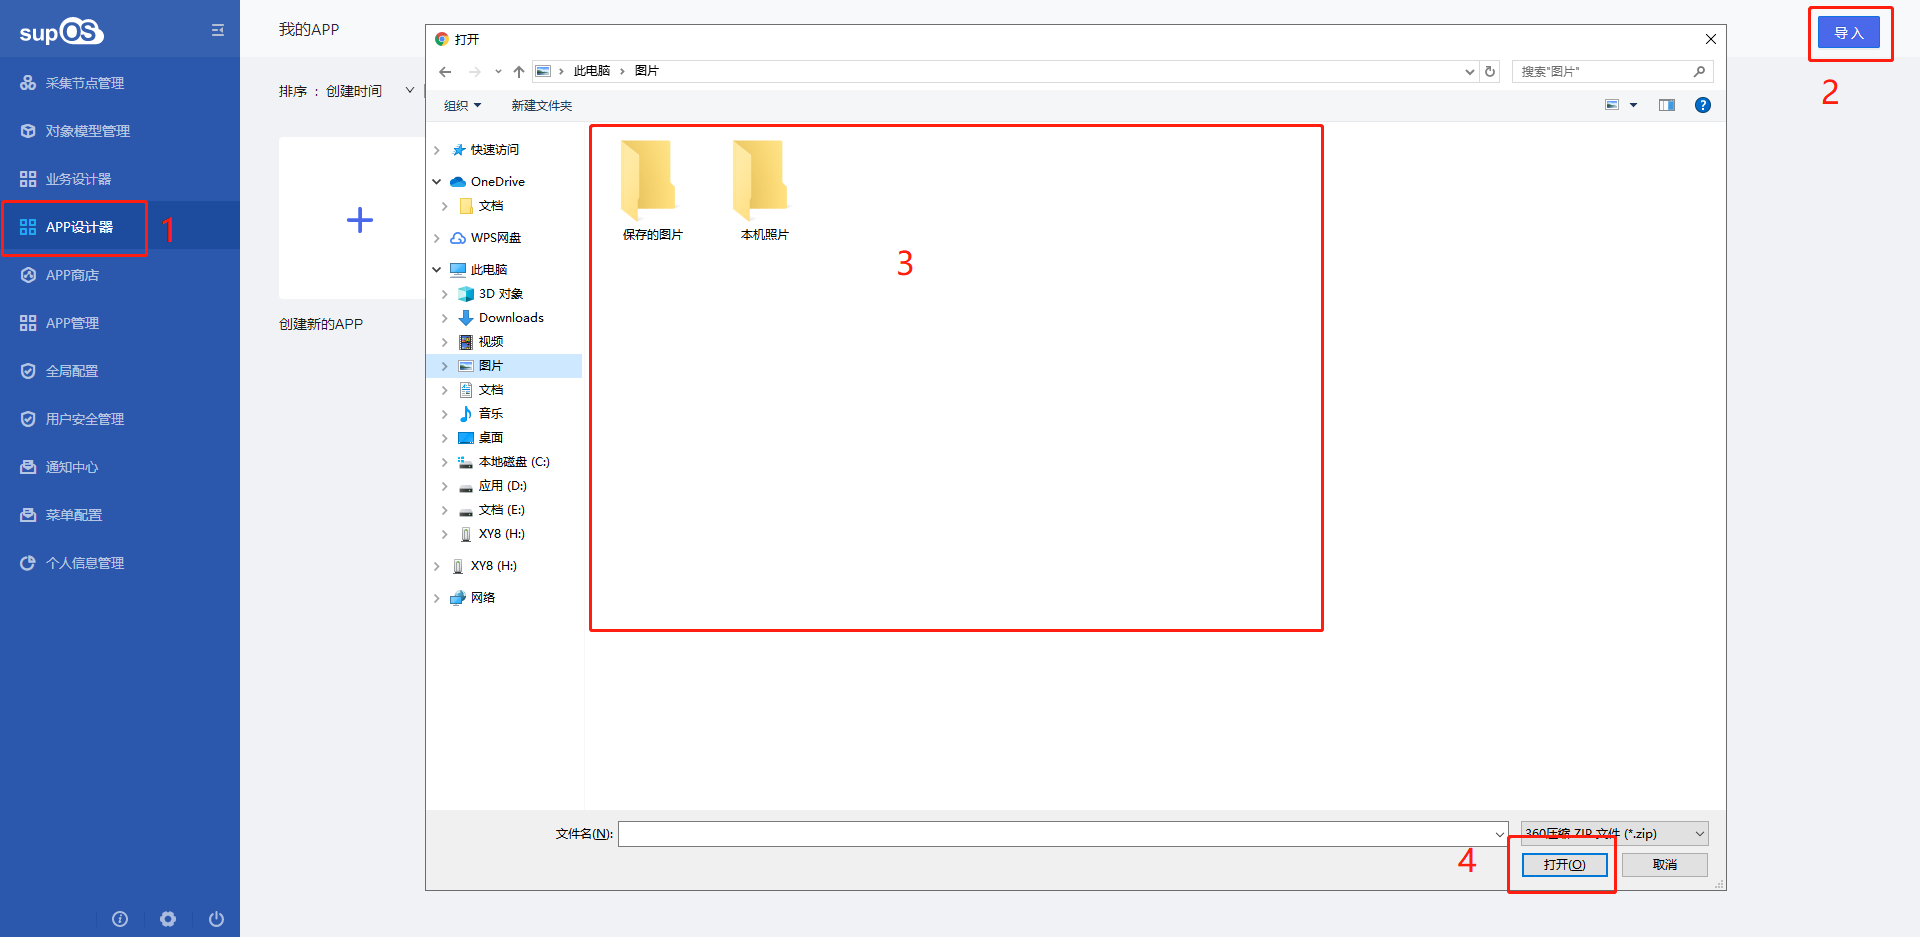 supOS
采集节点管理
对象模型管理
业务设计器
APP设计器
1
APP商店
APP管理
全局配置
用户安全管理
通知中心
菜单配置
个人信息管理
我的APP
导入
2
排序 : 创建时间
创建新的APP
打开
此电脑 › 图片
搜索"图片"
组织
新建文件夹
快速访问
OneDrive
文档
WPS网盘
此电脑
3D 对象
Downloads
视频
图片
文档
音乐
桌面
本地磁盘 (C:)
应用 (D:)
文档 (E:)
XY8 (H:)
XY8 (H:)
网络
保存的图片
本机照片
3
文件名(N):
360压缩 ZIP 文件 (*.zip)
4
打开(O)
取消